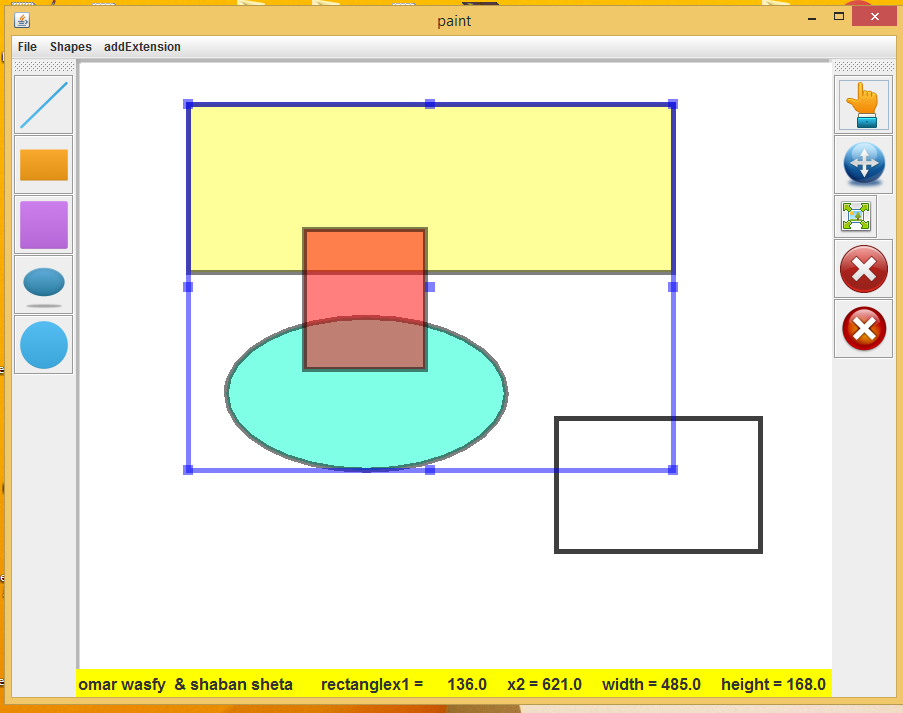 paint
File Shapes addExtension
omar wasfy & shaban sheta rectanglex1 = 136.0 x2 = 621.0 width = 485.0 height = 168.0